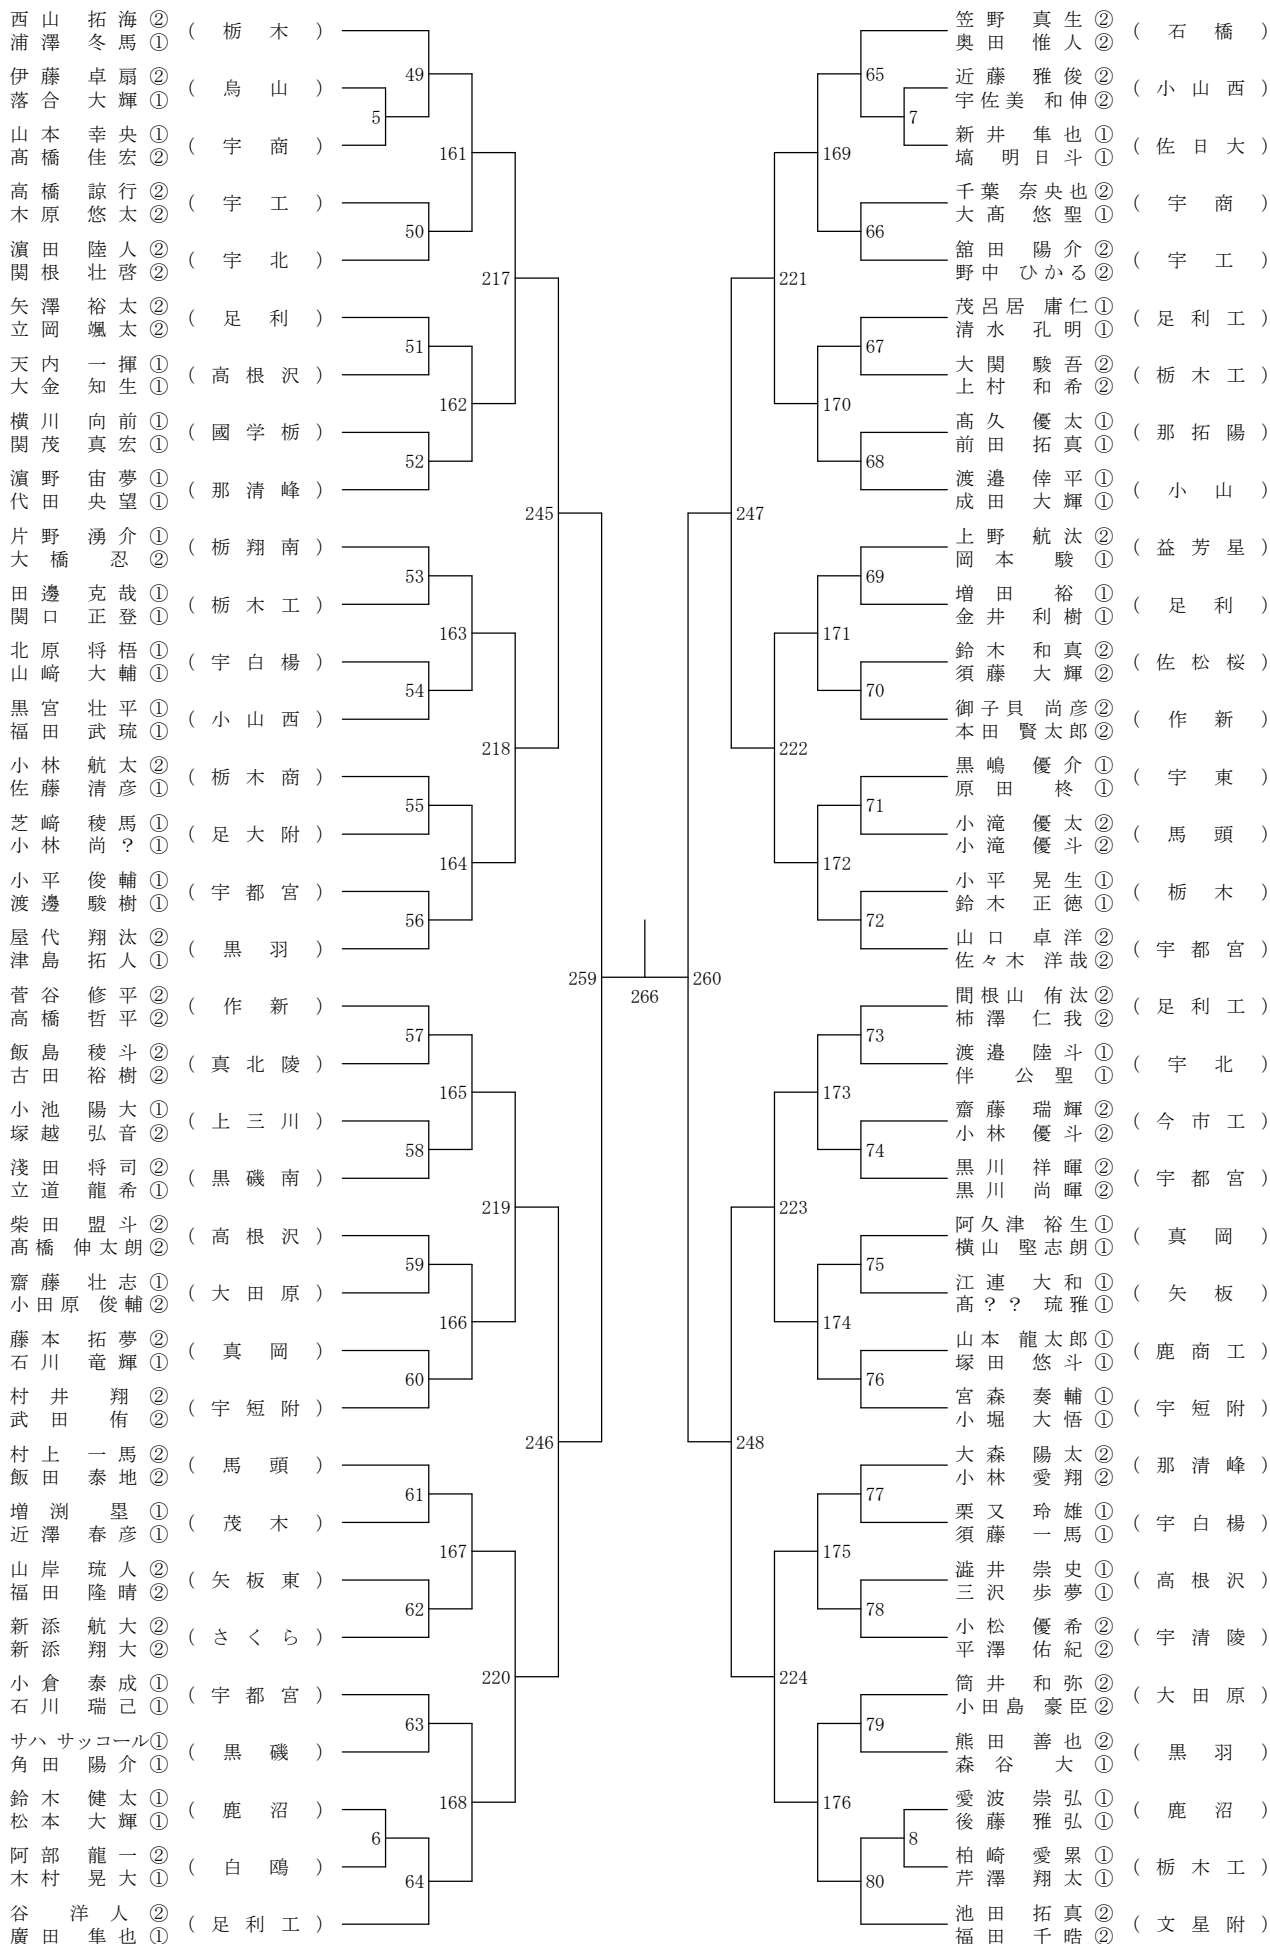 西山 拓海 ②
浦澤 冬馬 ①
( 栃木 )
伊藤 卓扇 ②
落合 大輝 ①
( 烏山 )
山本 幸央 ①
髙橋 佳宏 ②
( 宇商 )
高橋 諒行 ②
木原 悠太 ②
( 宇工 )
濵田 陸人 ②
関根 壮啓 ②
( 宇北 )
矢澤 裕太 ②
立岡 颯太 ②
( 足利 )
天内 一揮 ①
大金 知生 ①
( 高根沢 )
横川 向前 ①
関茂 真宏 ①
( 國学栃 )
濵野 宙夢 ①
代田 央望 ①
( 那清峰 )
片野 湧介 ①
大橋 忍 ②
( 栃翔南 )
田邊 克哉 ①
関口 正登 ①
( 栃木工 )
北原 将梧 ①
山﨑 大輔 ①
( 宇白楊 )
黒宮 壮平 ①
福田 武琉 ①
( 小山西 )
小林 航太 ②
佐藤 清彦 ①
( 栃木商 )
芝﨑 稜馬 ①
小林 尚? ①
( 足大附 )
小平 俊輔 ①
渡邊 駿樹 ①
( 宇都宮 )
屋代 翔汰 ②
津島 拓人 ①
( 黒羽 )
菅谷 修平 ②
高橋 哲平 ②
( 作新 )
飯島 稜斗 ②
古田 裕樹 ②
( 真北陵 )
小池 陽大 ①
塚越 弘音 ②
( 上三川 )
淺田 将司 ②
立道 龍希 ①
( 黒磯南 )
柴田 盟斗 ②
髙橋 伸太朗 ②
( 高根沢 )
齋藤 壮志 ①
小田原 俊輔 ②
( 大田原 )
藤本 拓夢 ②
石川 竜輝 ①
( 真岡 )
村井 翔 ②
武田 侑 ②
( 宇短附 )
村上 一馬 ②
飯田 泰地 ②
( 馬頭 )
増渕 塁 ①
近澤 春彦 ①
( 茂木 )
山岸 琉人 ②
福田 隆晴 ②
( 矢板東 )
新添 航大 ②
新添 翔大 ②
( さくら )
小倉 泰成 ①
石川 瑞己 ①
( 宇都宮 )
サハ サッコール ①
角田 陽介 ①
( 黒磯 )
鈴木 健太 ①
松本 大輝 ①
( 鹿沼 )
阿部 龍一 ②
木村 晃大 ①
( 白鴎 )
谷 洋人 ②
廣田 隼也 ①
( 足利工 )
5
6
49
50
51
52
53
54
55
56
57
58
59
60
61
62
63
64
161
162
163
164
165
166
167
168
217
218
219
220
245
246
259
266
260
247
248
221
222
223
224
169
170
171
172
173
174
175
176
65
66
67
68
69
70
71
72
73
74
75
76
77
78
79
80
7
8
笠野 真生 ②
奥田 惟人 ②
( 石橋 )
近藤 雅俊 ②
宇佐美 和伸 ②
( 小山西 )
新井 隼也 ①
塙 明日斗 ①
( 佐日大 )
千葉 奈央也 ②
大髙 悠聖 ①
( 宇商 )
舘田 陽介 ②
野中 ひかる ②
( 宇工 )
茂呂居 庸仁 ①
清水 孔明 ①
( 足利工 )
大関 駿吾 ②
上村 和希 ②
( 栃木工 )
髙久 優太 ①
前田 拓真 ①
( 那拓陽 )
渡邉 倖平 ①
成田 大輝 ①
( 小山 )
上野 航汰 ②
岡本 駿 ①
( 益芳星 )
増田 裕 ①
金井 利樹 ①
( 足利 )
鈴木 和真 ②
須藤 大輝 ②
( 佐松桜 )
御子貝 尚彦 ②
本田 賢太郎 ②
( 作新 )
黒嶋 優介 ①
原田 柊 ①
( 宇東 )
小滝 優太 ②
小滝 優斗 ②
( 馬頭 )
小平 晃生 ①
鈴木 正徳 ①
( 栃木 )
山口 卓洋 ②
佐々木 洋哉 ②
( 宇都宮 )
間根山 侑汰 ②
柿澤 仁我 ②
( 足利工 )
渡邉 陸斗 ①
伴 公聖 ①
( 宇北 )
齋藤 瑞輝 ②
小林 優斗 ②
( 今市工 )
黒川 祥暉 ②
黒川 尚暉 ②
( 宇都宮 )
阿久津 裕生 ①
横山 堅志朗 ①
( 真岡 )
江連 大和 ①
髙?? 琉雅 ①
( 矢板 )
山本 龍太郎 ①
塚田 悠斗 ①
( 鹿商工 )
宮森 奏輔 ①
小堀 大悟 ①
( 宇短附 )
大森 陽太 ②
小林 愛翔 ②
( 那清峰 )
栗又 玲雄 ①
須藤 一馬 ①
( 宇白楊 )
澁井 崇史 ①
三沢 歩夢 ①
( 高根沢 )
小松 優希 ②
平澤 佑紀 ②
( 宇清陵 )
筒井 和弥 ②
小田島 豪臣 ②
( 大田原 )
熊田 善也 ②
森谷 大 ①
( 黒羽 )
愛波 崇弘 ①
後藤 雅弘 ①
( 鹿沼 )
柏崎 愛累 ①
芹澤 翔太 ①
( 栃木工 )
池田 拓真 ②
福田 千晧 ②
( 文星附 )